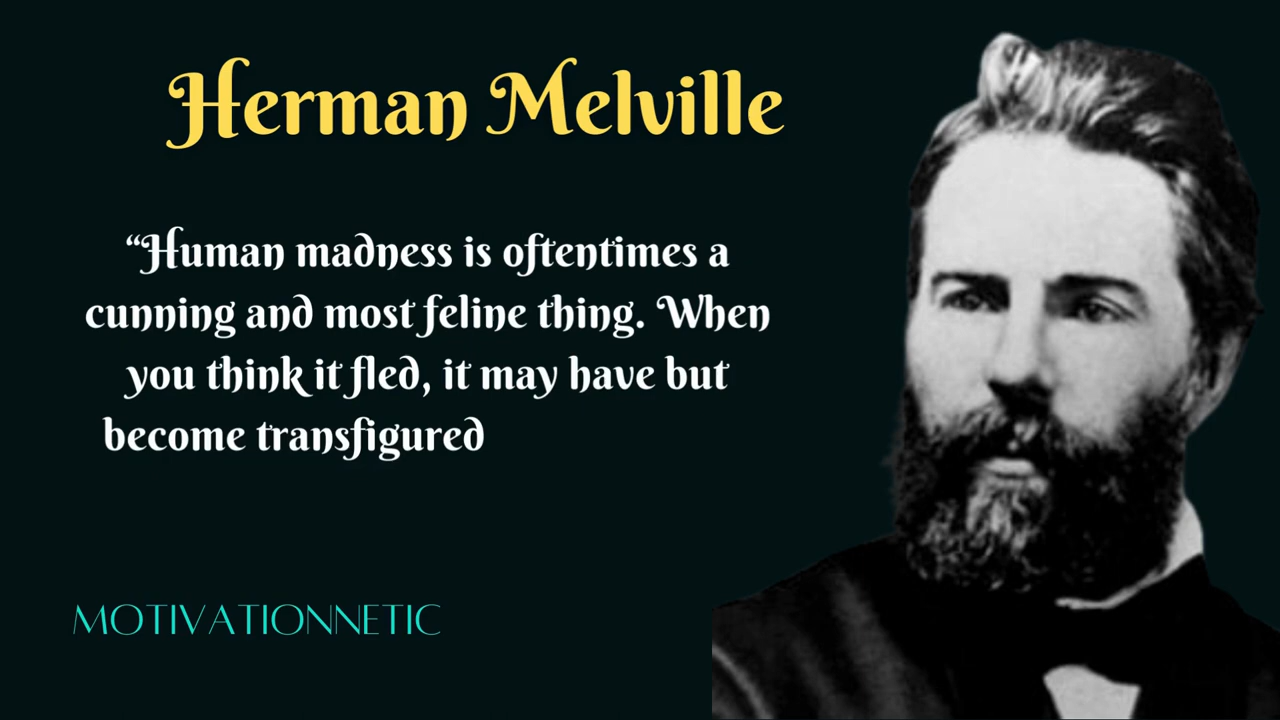 Herman Melville
“Human madness is oftentimes a
cunning and most feline thing. When
you think it fled, it may have but
become transfigured
MOTIVATIONNETIC